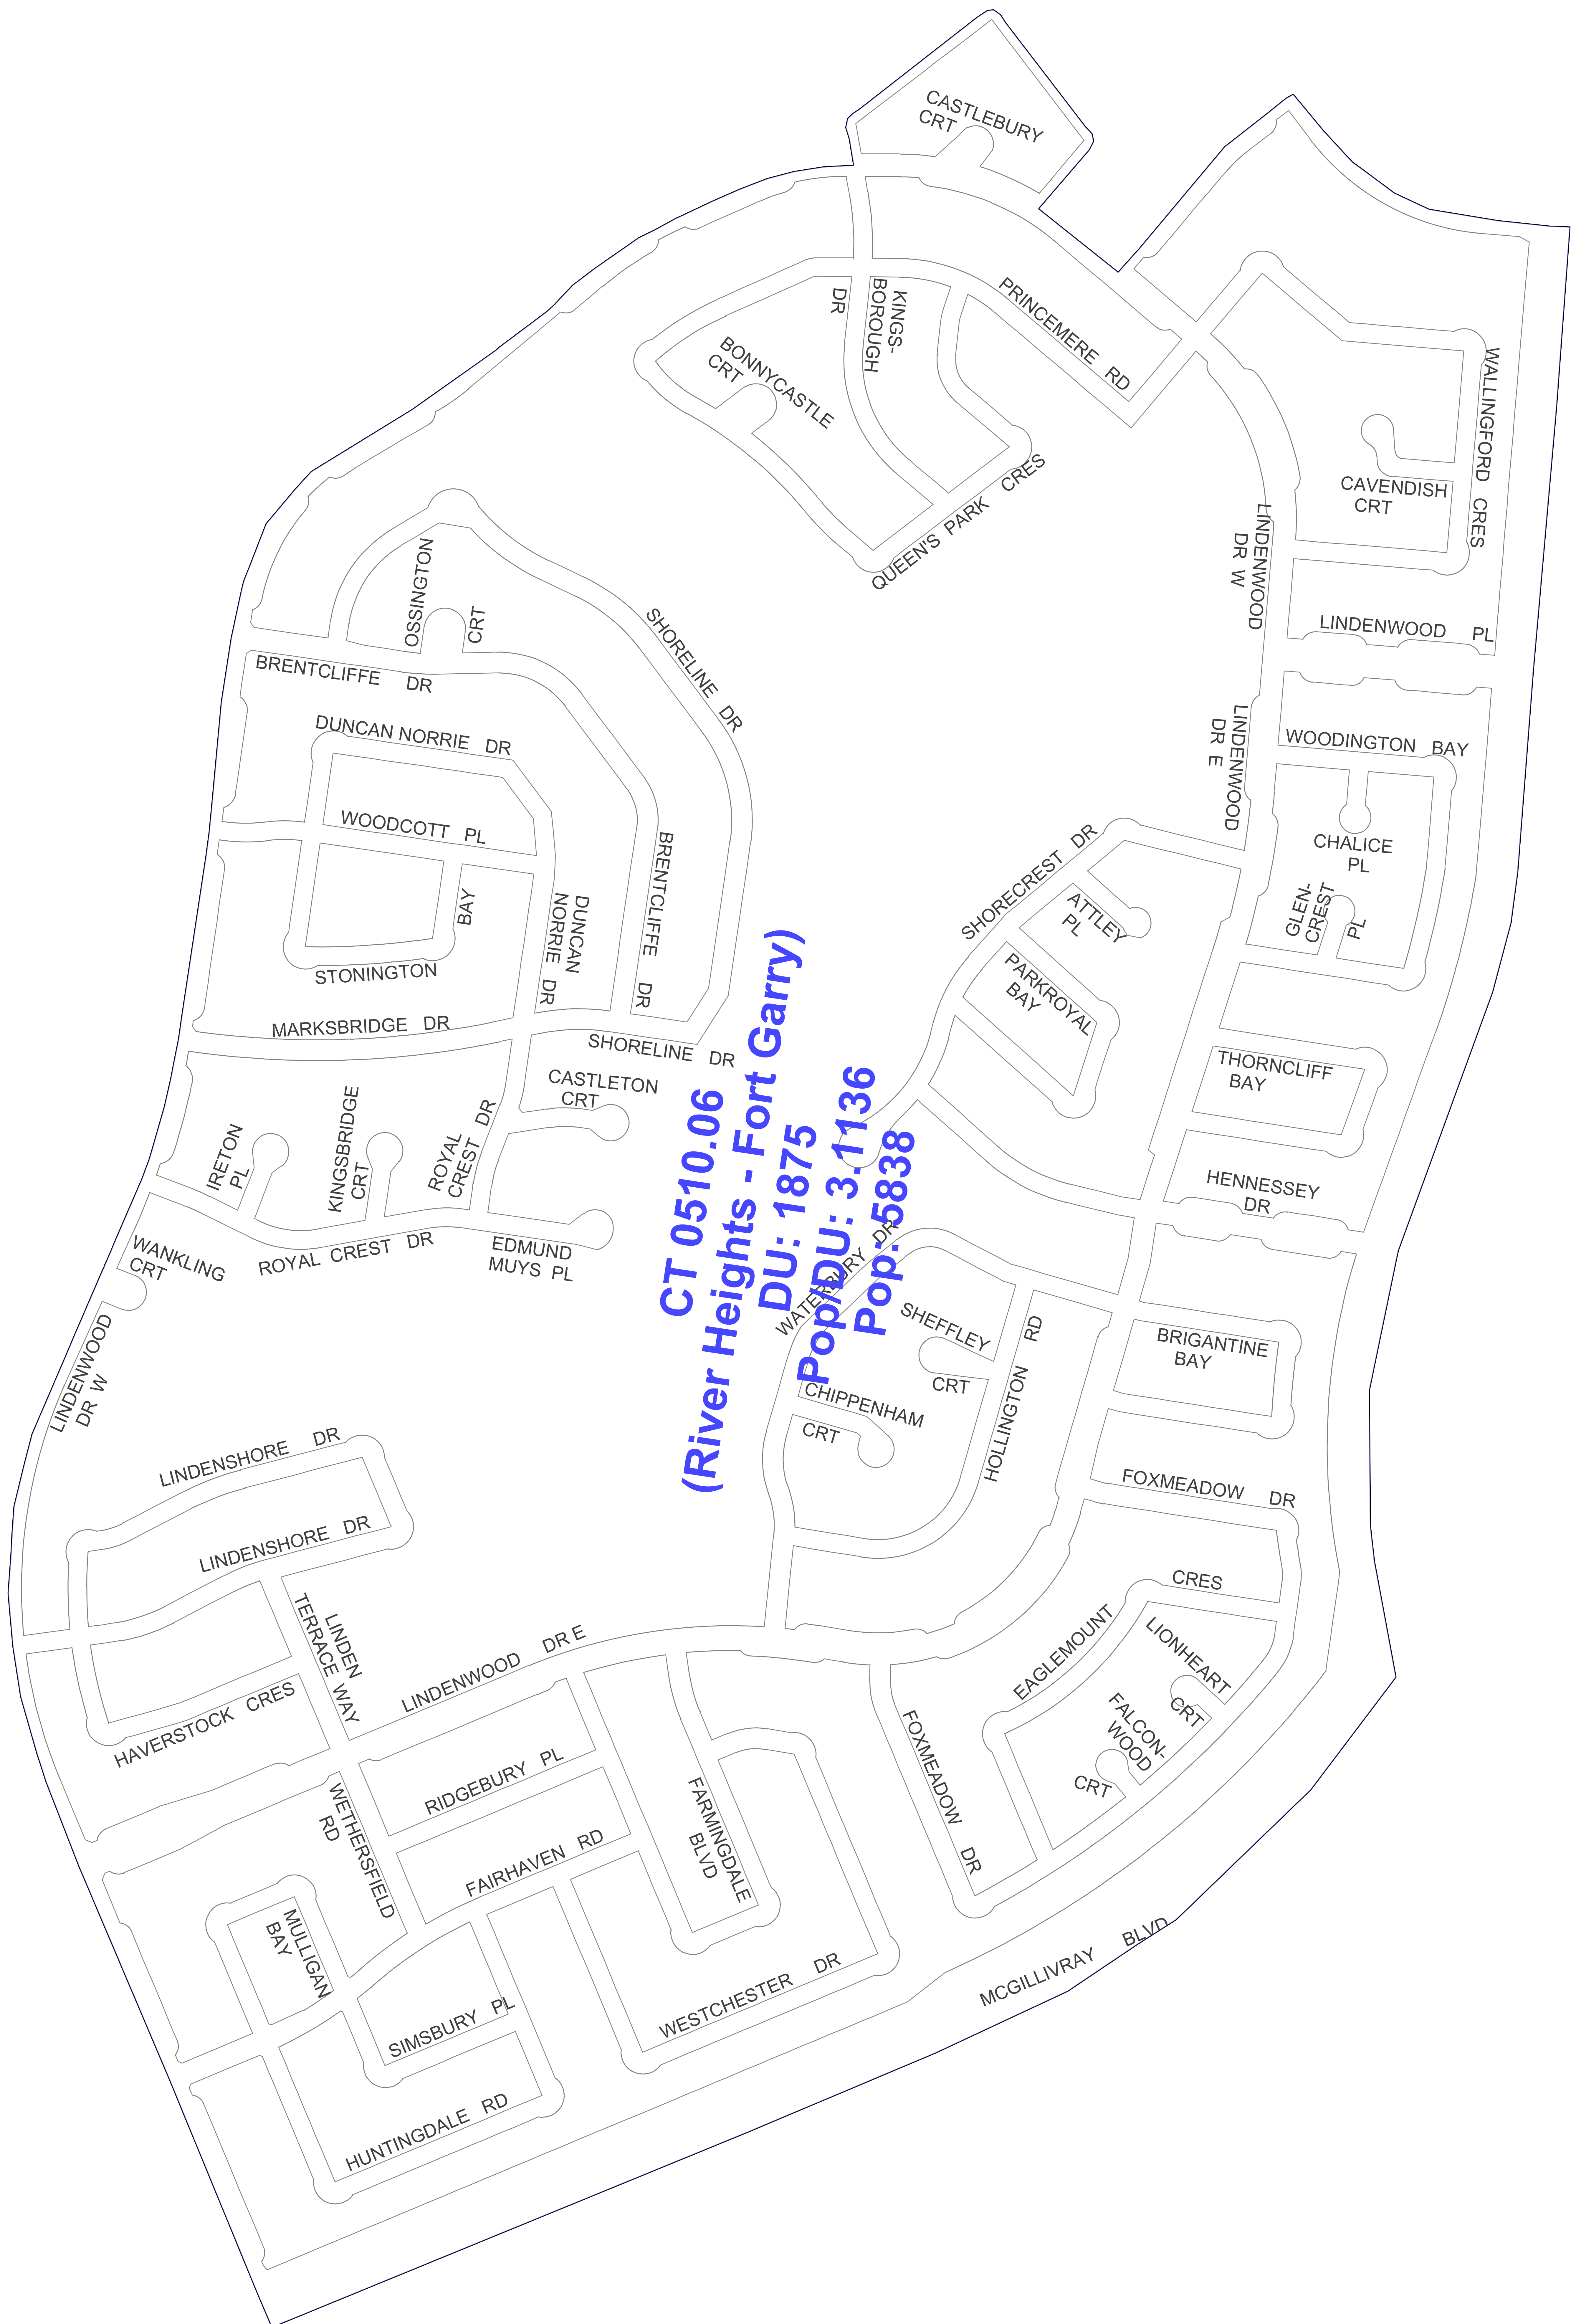 CASTLEBURY
CRT
PRINCEMERE RD
KINGS-
BOROUGH
DR
BONNYCASTLE
CRT
QUEEN'S PARK CRES
WALLINGFORD CRES
CAVENDISH
CRT
LINDENWOOD
DR W
LINDENWOOD PL
OSSINGTON
CRT
SHORELINE DR
BRENTCLIFFE DR
DUNCAN NORRIE DR
WOODCOTT PL
LINDENWOOD
DR E
WOODINGTON BAY
CHALICE
PL
GLEN-
CREST
PL
SHORECREST DR
ATTLEY
PL
PARKROYAL
BAY
BRENTCLIFFE DR
DUNCAN
NORRIE DR
BAY
STONINGTON
MARKSBRIDGE DR
SHORELINE DR
CASTLETON
CRT
THORNCLIFF
BAY
IRETON
PL
KINGSBRIDGE
CRT
ROYAL
CREST DR
HENNESSEY
DR
CT 0510.06
(River Heights - Fort Garry)
DU: 1875
Pop/DU: 3.1136
Pop: 5838
WANKLING
CRT
ROYAL CREST DR
EDMUND
MUYS PL
WATERBURY DR
SHEFFLEY
CRT
CHIPPENHAM
CRT
HOLLINGTON RD
BRIGANTINE
BAY
LINDENWOOD
DR W
LINDENSHORE DR
LINDENSHORE DR
FOXMEADOW DR
CRES
EAGLEMOUNT
LIONHEART
CRT
FALCON-
WOOD
CRT
LINDEN
TERRACE WAY
LINDENWOOD DR E
HAVERSTOCK CRES
RIDGEBURY PL
WETHERSFIELD
RD
FARMINGDALE
BLVD
FOXMEADOW DR
FAIRHAVEN RD
MULLIGAN
BAY
SIMSBURY PL
WESTCHESTER DR
MCGILLIVRAY BLVD
HUNTINGDALE RD